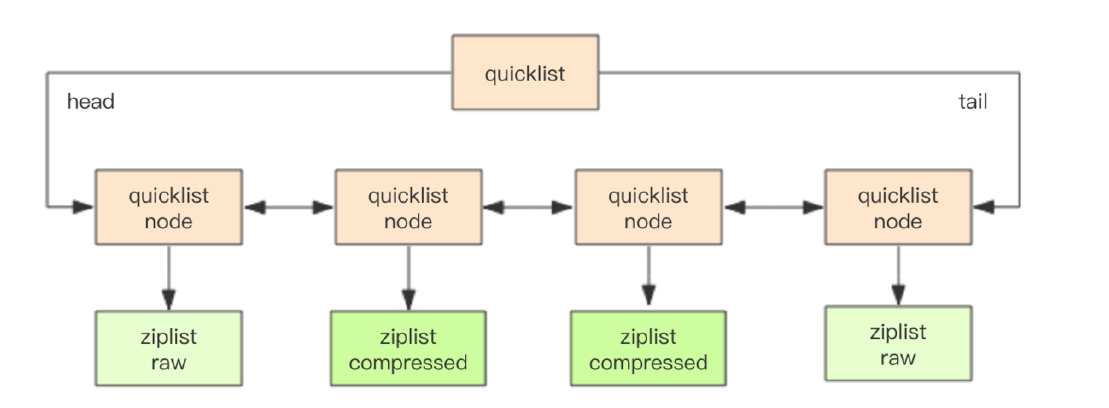 quicklist
head
tail
quicklist
node
quicklist
node
quicklist
node
quicklist
node
ziplist
raw
ziplist
compressed
ziplist
compressed
ziplist
raw